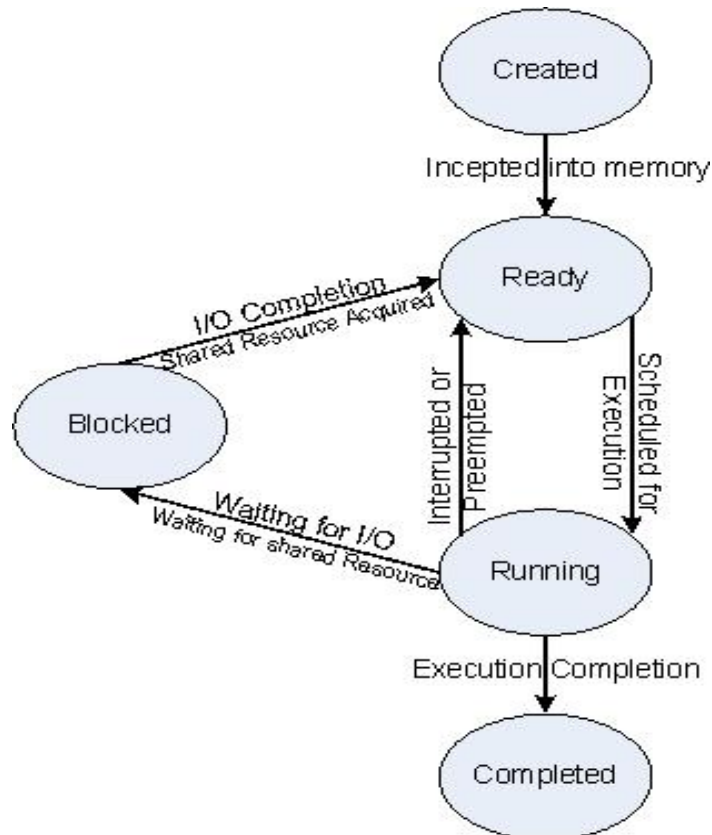 Created
Incepted into memory
Ready
I/O Completion
Shared Resource Acquired
Scheduled for
Execution
Interrupted or
Preempted
Blocked
Waiting for I/O
Waiting for shared Resource
Running
Execution Completion
Completed